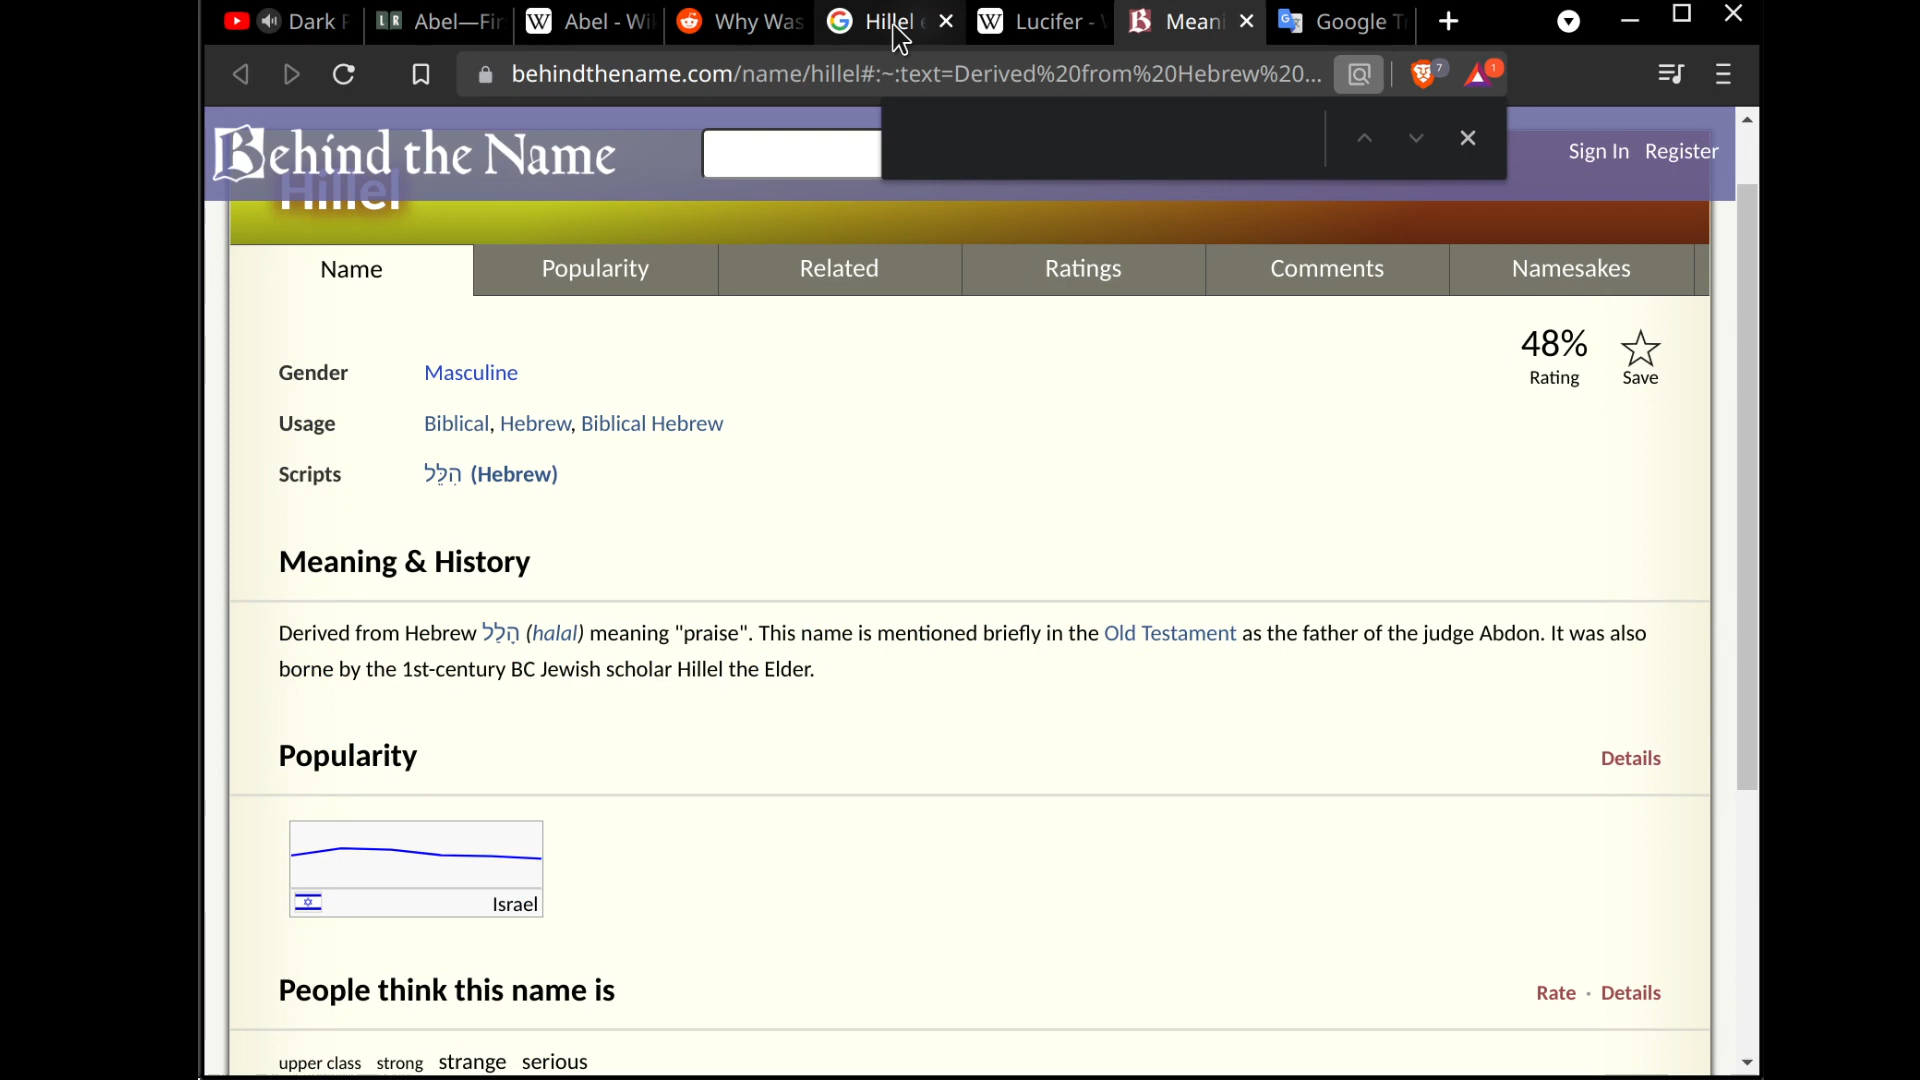 Dark F
Abel—Fir
Abel - Wi
Why Was
Hillel
Lucifer -
Meani
Google T
behindthename.com/name/hillel#:~:text=Derived%20from%20Hebrew%20...
7
1
Behind the Name
Sign In Register
Hillel
Name Popularity Related Ratings Comments Namesakes
48%
Rating
Save
Gender Masculine
Usage Biblical, Hebrew, Biblical Hebrew
Scripts הִלֵּל (Hebrew)
Meaning & History
Derived from Hebrew הָלַל (halal) meaning "praise". This name is mentioned briefly in the Old Testament as the father of the judge Abdon. It was also
borne by the 1st-century BC Jewish scholar Hillel the Elder.
Popularity Details
Israel
People think this name is Rate · Details
upper class strong strange serious